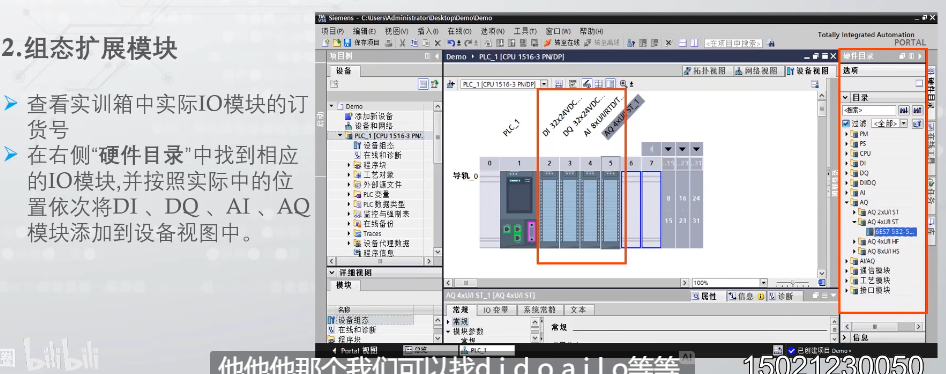 Siemens - C:\Users\Administrator\Desktop\Demo\Demo
项目(P) 编辑(E) 视图(V) 插入(I) 在线(O) 选项(N) 工具(T) 窗口(W) 帮助(H)
保存项目
转至在线
转至离线
<在项目中搜索>
Totally Integrated Automation
PORTAL
2.组态扩展模块
查看实训箱中实际IO模块的订
货号
在右侧“硬件目录”中找到相应
的IO模块,并按照实际中的位
置依次将DI 、DQ 、AI 、AQ
模块添加到设备视图中。
项目树
设备
Demo
添加新设备
设备和网络
PLC_1 [CPU 1516-3 PN/...
设备组态
在线和诊断
程序块
工艺对象
外部源文件
PLC 变量
PLC 数据类型
监控与强制表
在线备份
Traces
设备代理数据
程序信息
详细视图
模块
名称
设备组态
在线和诊断
程序块
Demo › PLC_1 [CPU 1516-3 PN/DP]
拓扑视图 网络视图 设备视图
PLC_1 [CPU 1516-3 PN/DP]
PLC_1
DI 32x24VDC...
DQ 32x24VDC...
AI 8xU/I/RTD/T...
AQ 4xU/I ST_1
0 1 2 3 4 5 6 7
导轨_0
8 16 24
15 23 31
100%
AQ 4xU/I ST_1 [AQ 4xU/I ST]
属性 信息 诊断
常规 IO 变量 系统常数 文本
常规
模块参数
常规
常规
硬件目录
选项
目录
<搜索>
过滤 <全部>
PM
PS
CPU
DI
DQ
DI/DQ
AI
AQ
AQ 2xU/I ST
AQ 4xU/I ST
6ES7 532-5...
AQ 4xU/I HF
AQ 8xU/I HS
AI/AQ
通信模块
工艺模块
接口模块
信息
Portal 视图
总览
PLC_1
已创建项目 Demo。
bilibili
他他他那个我们可以找d i d o a i l o等等
AI
15021230050